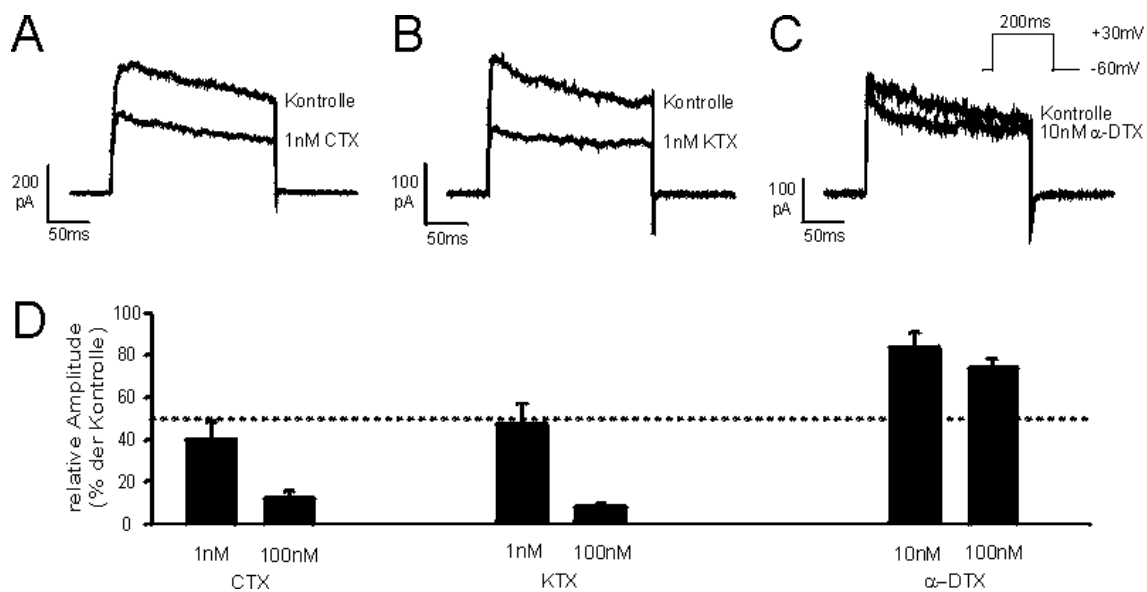 A
B
C
200ms
+30mV
-60mV
Kontrolle
1nM CTX
200
pA
50ms
Kontrolle
1nM KTX
100
pA
50ms
Kontrolle
10nM α-DTX
100
pA
50ms
D
relative Amplitude
(% der Kontrolle)
100
80
60
40
20
0
1nM
100nM
1nM
100nM
10nM
100nM
CTX
KTX
α-DTX